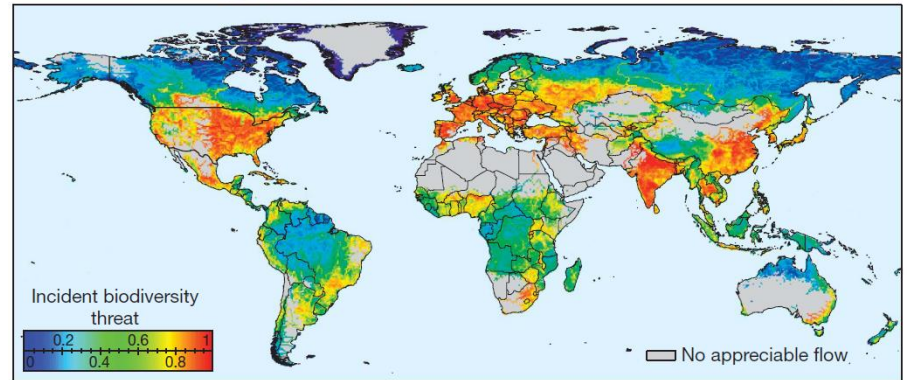 Incident biodiversity
threat
0.2 0.6 1
0 0.4 0.8
No appreciable flow